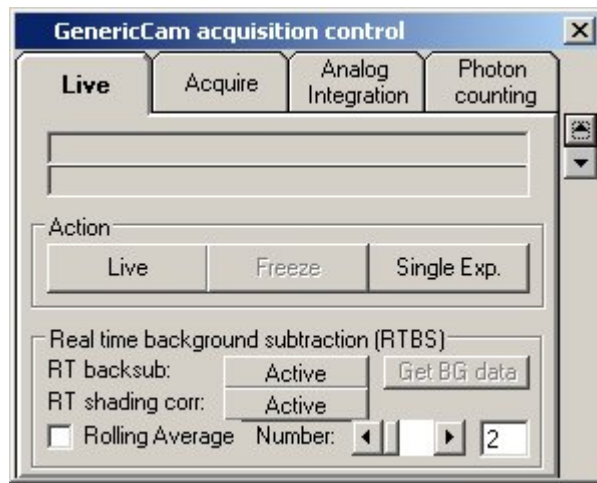 GenericCam acquisition control
Live
Acquire
Analog
Integration
Photon
counting
Action
Live
Freeze
Single Exp.
Real time background subtraction (RTBS)
RT backsub:
Active
Get BG data
RT shading corr:
Active
Rolling Average
Number:
2